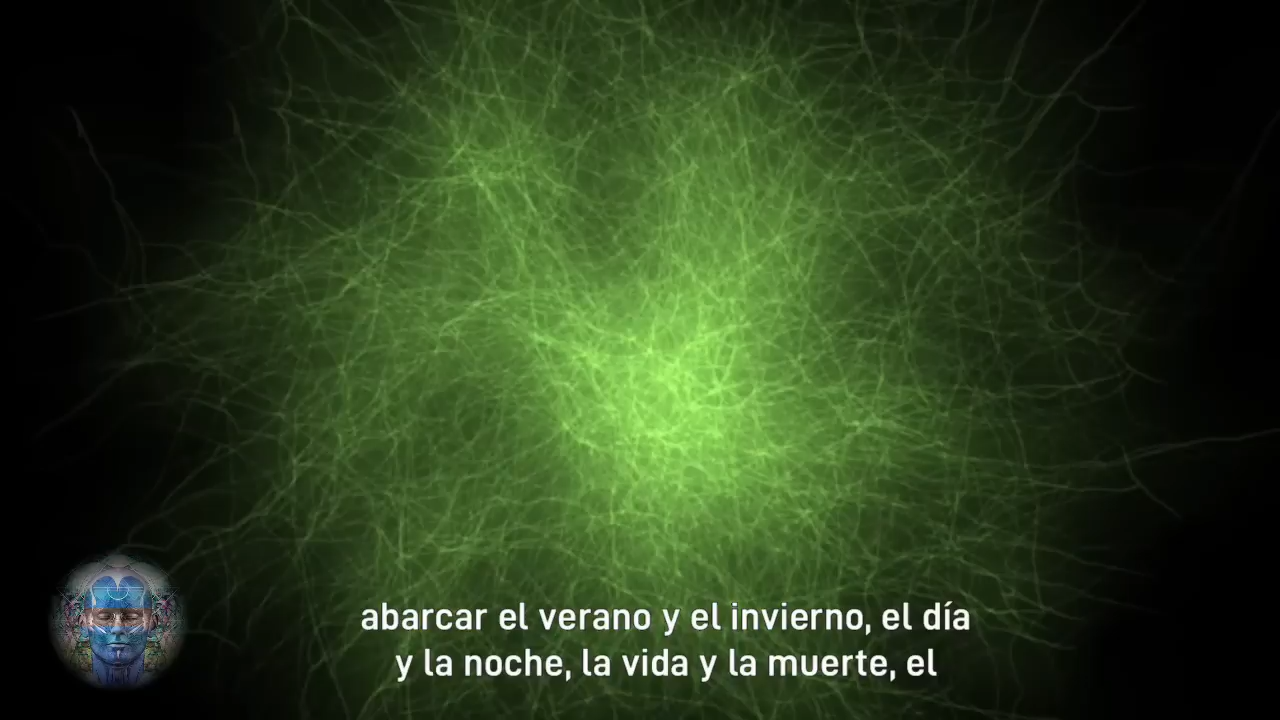 abarcar el verano y el invierno, el día
y la noche, la vida y la muerte, el